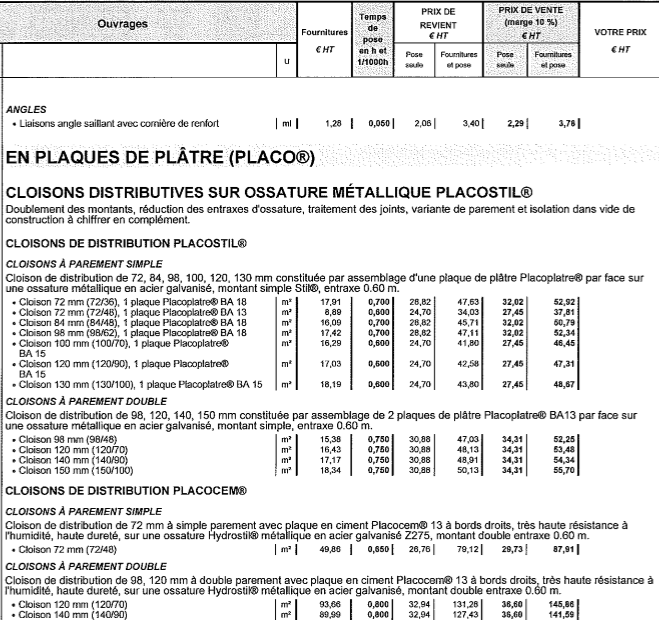 Ouvrages
u
Fournitures
€ HT
Temps
de
pose
en h et
1/1000h
PRIX DE
REVIENT
€ HT
Pose
seule
Fournitures
et pose
PRIX DE VENTE
(marge 10 %)
€ HT
Pose
seule
Fournitures
et pose
VOTRE PRIX
€ HT
ANGLES
• Liaisons angle saillant avec cornière de renfort ml 1,28 0,050 2,06 3,40 2,29 3,78
EN PLAQUES DE PLÂTRE (PLACO®)
CLOISONS DISTRIBUTIVES SUR OSSATURE MÉTALLIQUE PLACOSTIL®
Doublement des montants, réduction des entraxes d'ossature, traitement des joints, variante de parement et isolation dans vide de
construction à chiffrer en complément.
CLOISONS DE DISTRIBUTION PLACOSTIL®
CLOISONS À PAREMENT SIMPLE
Cloison de distribution de 72, 84, 98, 100, 120, 130 mm constituée par assemblage d'une plaque de plâtre Placoplatre® par face sur
une ossature métallique en acier galvanisé, montant simple Stil®, entraxe 0.60 m.
• Cloison 72 mm (72/36), 1 plaque Placoplatre® BA 18 m² 17,91 0,700 28,82 47,63 32,02 52,92
• Cloison 72 mm (72/48), 1 plaque Placoplatre® BA 13 m² 8,89 0,600 24,70 34,03 27,45 37,81
• Cloison 84 mm (84/48), 1 plaque Placoplatre® BA 18 m² 16,09 0,700 28,82 45,71 32,02 50,79
• Cloison 98 mm (98/62), 1 plaque Placoplatre® BA 18 m² 17,42 0,700 28,82 47,11 32,02 52,34
• Cloison 100 mm (100/70), 1 plaque Placoplatre® m² 16,29 0,600 24,70 41,80 27,45 46,45
BA 15
• Cloison 120 mm (120/90), 1 plaque Placoplatre® m² 17,03 0,600 24,70 42,58 27,45 47,31
BA 15
• Cloison 130 mm (130/100), 1 plaque Placoplatre® BA 15 m² 18,19 0,600 24,70 43,80 27,45 48,67
CLOISONS À PAREMENT DOUBLE
Cloison de distribution de 98, 120, 140, 150 mm constituée par assemblage de 2 plaques de plâtre Placoplatre® BA13 par face sur
une ossature métallique en acier galvanisé, montant simple, entraxe 0.60 m.
• Cloison 98 mm (98/48) m² 15,38 0,750 30,88 47,03 34,31 52,25
• Cloison 120 mm (120/70) m² 16,43 0,750 30,88 48,13 34,31 53,48
• Cloison 140 mm (140/90) m² 17,17 0,750 30,88 48,91 34,31 54,34
• Cloison 150 mm (150/100) m² 18,34 0,750 30,88 50,13 34,31 55,70
CLOISONS DE DISTRIBUTION PLACOCEM®
CLOISONS À PAREMENT SIMPLE
Cloison de distribution de 72 mm à simple parement avec plaque en ciment Placocem® 13 à bords droits, très haute résistance à
l'humidité, haute dureté, sur une ossature Hydrostil® métallique en acier galvanisé Z275, montant double entraxe 0.60 m.
• Cloison 72 mm (72/48) m² 49,86 0,650 26,76 79,12 29,73 87,91
CLOISONS À PAREMENT DOUBLE
Cloison de distribution de 98, 120 mm à double parement avec plaque en ciment Placocem® 13 à bords droits, très haute résistance à
l'humidité, haute dureté, sur une ossature Hydrostil® métallique en acier galvanisé, montant double entraxe 0.60 m.
• Cloison 120 mm (120/70) m² 93,66 0,800 32,94 131,28 36,60 145,86
• Cloison 140 mm (140/90) m² 89,99 0,800 32,94 127,43 36,60 141,59